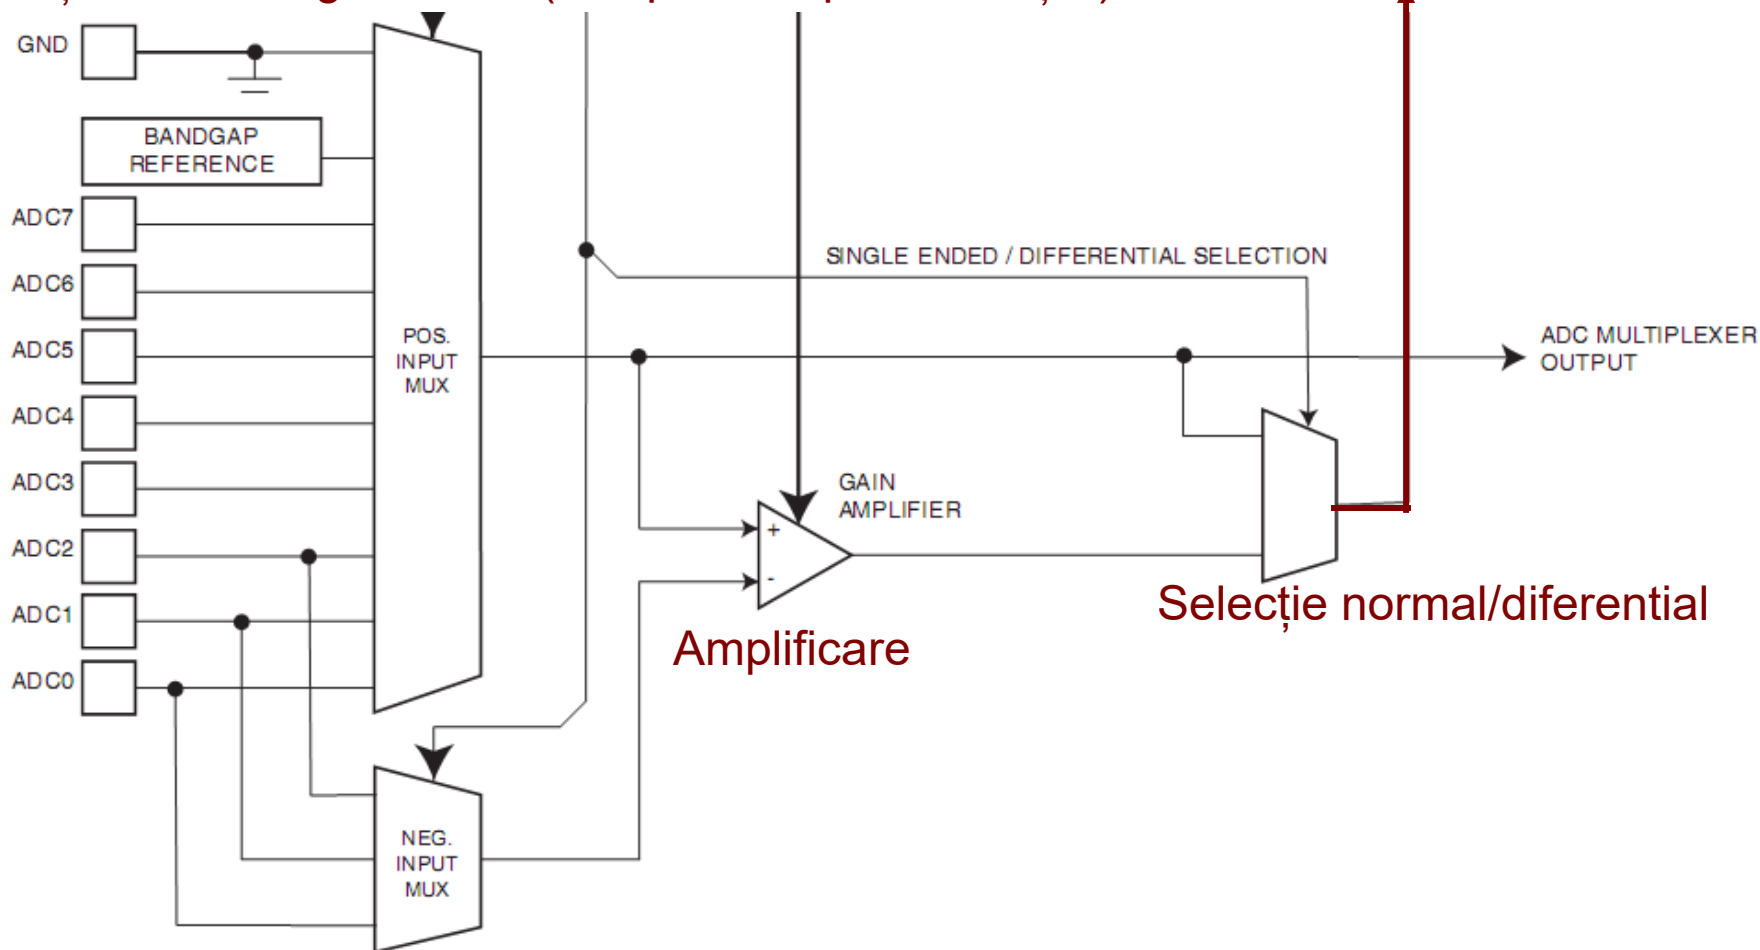 GND
BANDGAP
REFERENCE
ADC7
SINGLE ENDED / DIFFERENTIAL SELECTION
ADC6
POS.
INPUT
MUX
ADC5
ADC MULTIPLEXER
OUTPUT
ADC4
ADC3
GAIN
AMPLIFIER
+
-
ADC2
ADC1
Selecție normal/diferential
Amplificare
ADC0
NEG.
INPUT
MUX